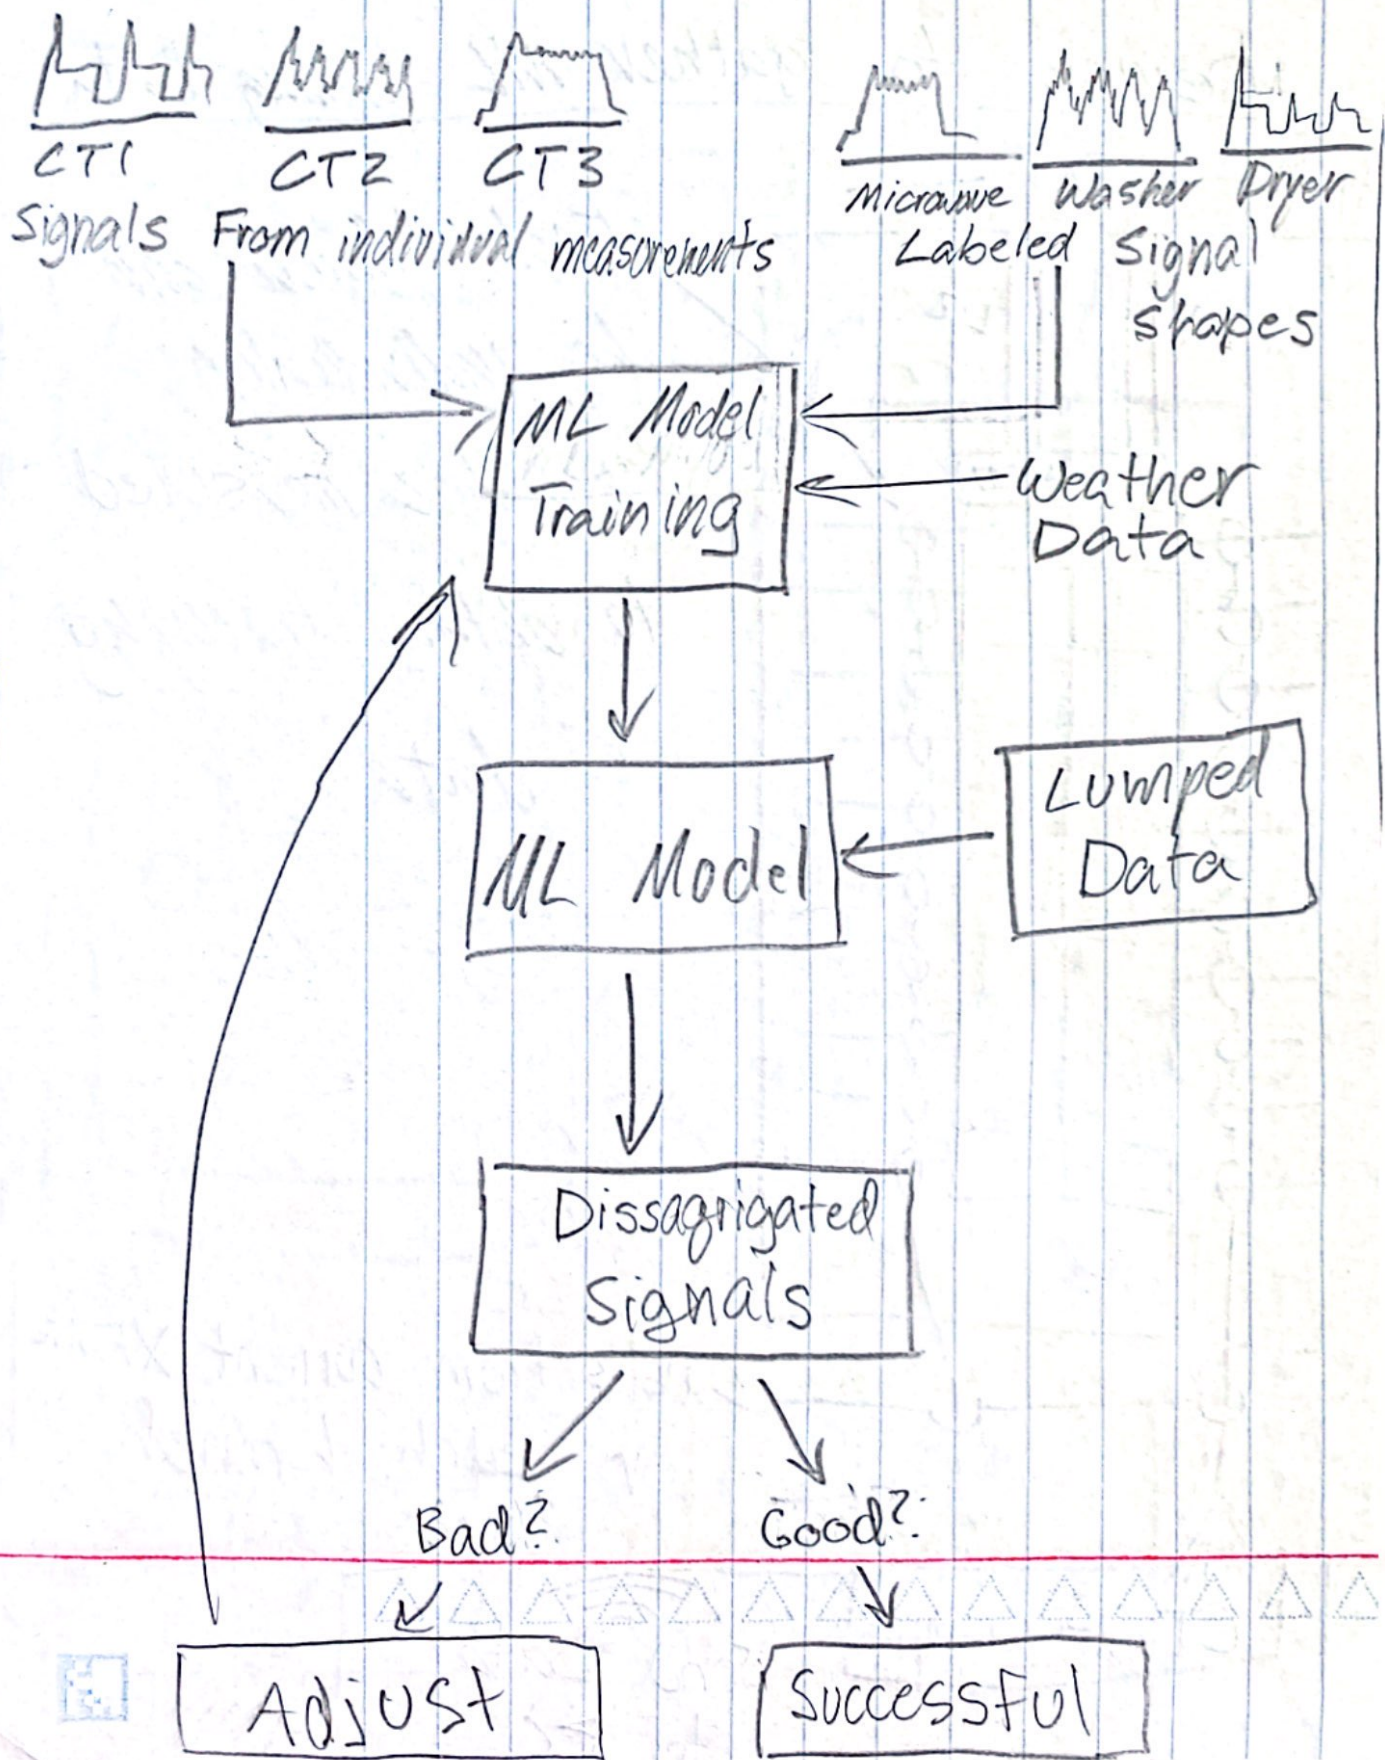 CT1 CT2 CT3
Signals From individual measurements
Microwave Washer Dryer
Labeled Signal
shapes
ML Model
Training
Weather
Data
Lumped
Data
ML Model
Dissagrigated
Signals
Bad? Good?
Adjust Successful